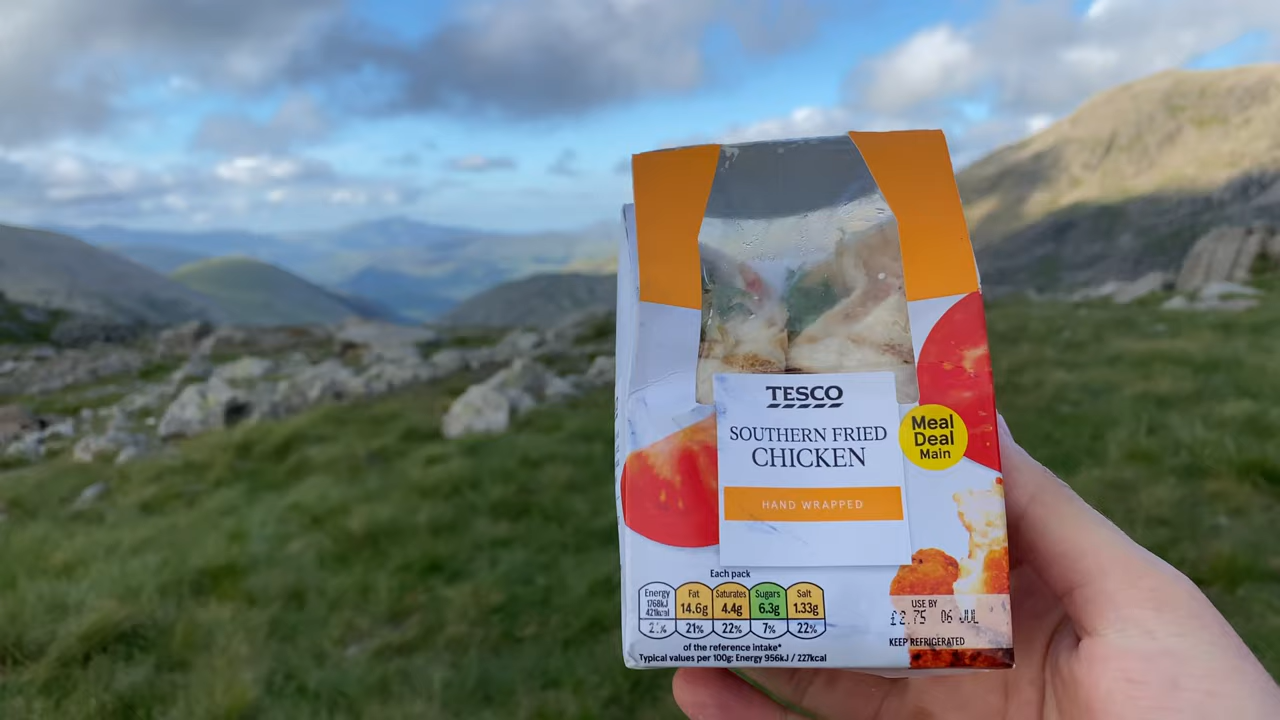 TESCO
SOUTHERN FRIED
CHICKEN
HAND WRAPPED
Meal
Deal
Main
Each pack
Energy
1768kJ
421kcal
Fat
14.6g
21%
Saturates
4.4g
22%
Sugars
6.3g
7%
Salt
1.33g
22%
of the reference intake*
Typical values per 100g: Energy 956kJ / 227kcal
USE BY
£2.75 06 JUL
KEEP REFRIGERATED